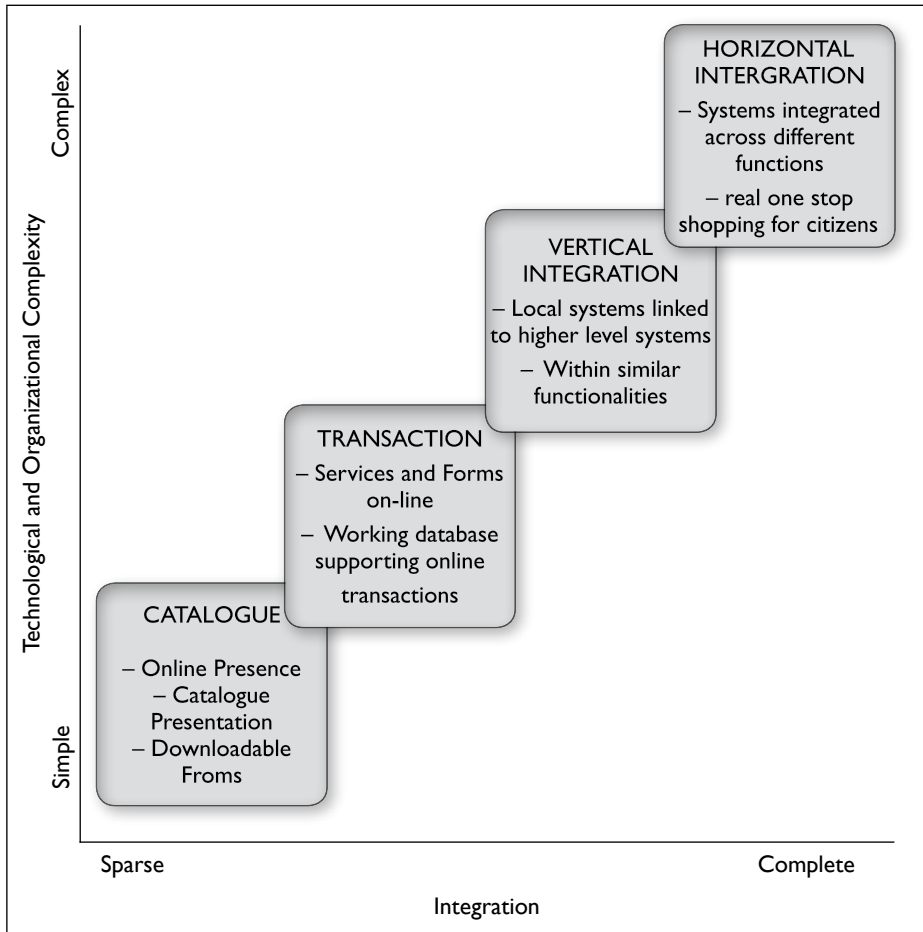 Complex
HORIZONTAL
INTERGRATION
– Systems integrated
across different
functions
– real one stop
shopping for citizens
Technological and Organizational Complexity
VERTICAL
INTEGRATION
– Local systems linked
to higher level systems
– Within similar
functionalities
TRANSACTION
– Services and Forms
on-line
– Working database
supporting online
transactions
CATALOGUE
– Online Presence
– Catalogue
Presentation
– Downloadable
Froms
Simple
Sparse
Complete
Integration